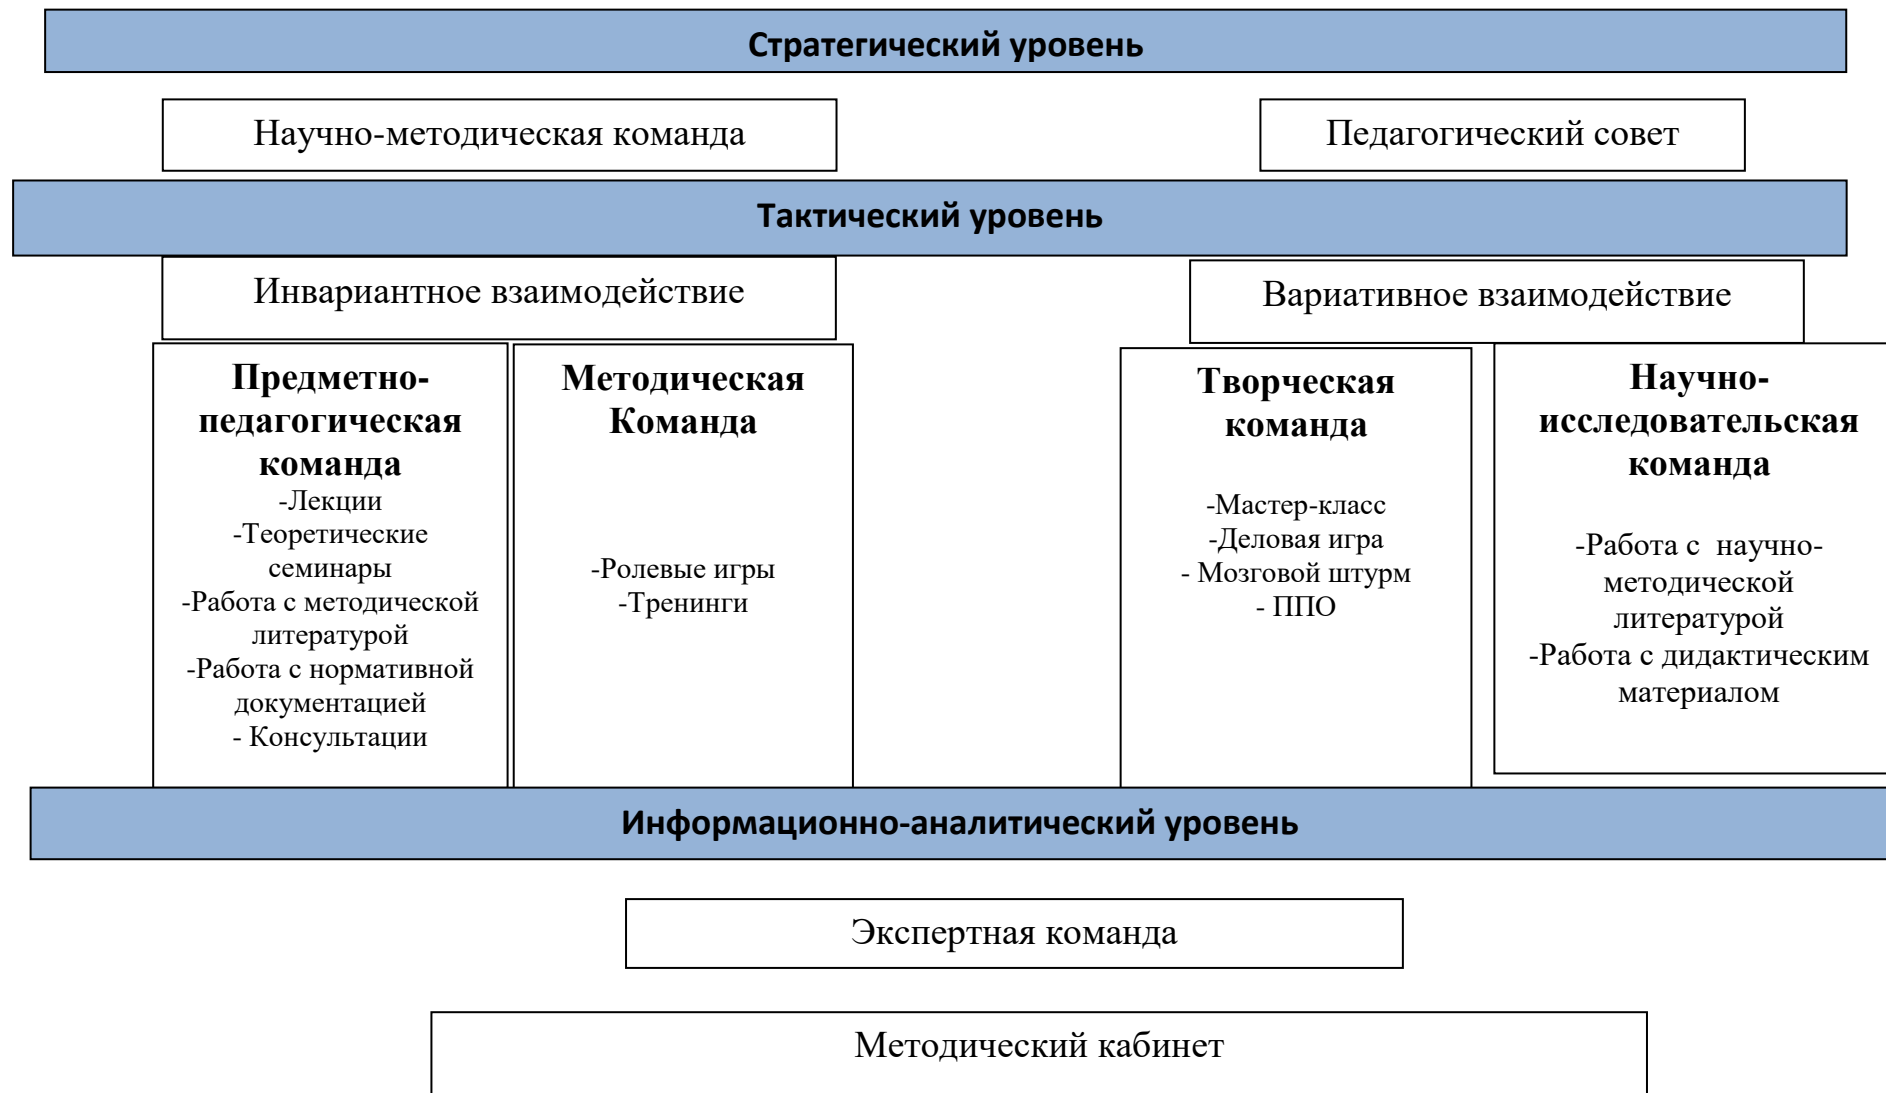 Стратегический уровень
Научно-методическая команда
Педагогический совет
Тактический уровень
Инвариантное взаимодействие
Вариативное взаимодействие
Предметно-
педагогическая
команда
-Лекции
-Теоретические
семинары
-Работа с методической
литературой
-Работа с нормативной
документацией
- Консультации
Методическая
Команда
-Ролевые игры
-Тренинги
Творческая
команда
-Мастер-класс
-Деловая игра
- Мозговой штурм
- ППО
Научно-
исследовательская
команда
-Работа с  научно-
методической
литературой
-Работа с дидактическим
материалом
Информационно-аналитический уровень
Экспертная команда
Методический кабинет